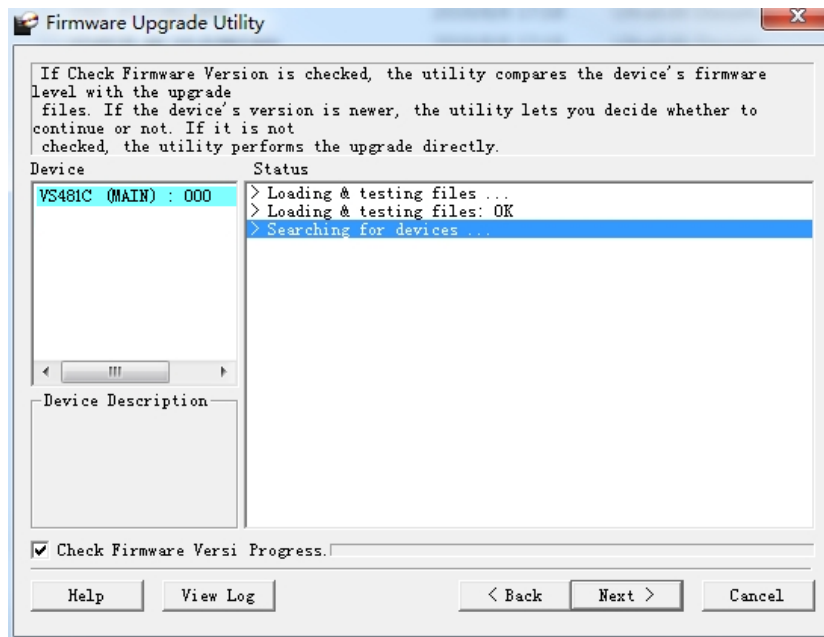 Firmware Upgrade Utility
If Check Firmware Version is checked, the utility compares the device's firmware
level with the upgrade
files. If the device's version is newer, the utility lets you decide whether to
continue or not. If it is not
checked, the utility performs the upgrade directly.
Device
Status
VS481C (MAIN) : 000
> Loading & testing files ...
> Loading & testing files: OK
> Searching for devices ...
Device Description
Check Firmware Versi Progress.
Help
View Log
< Back
Next >
Cancel